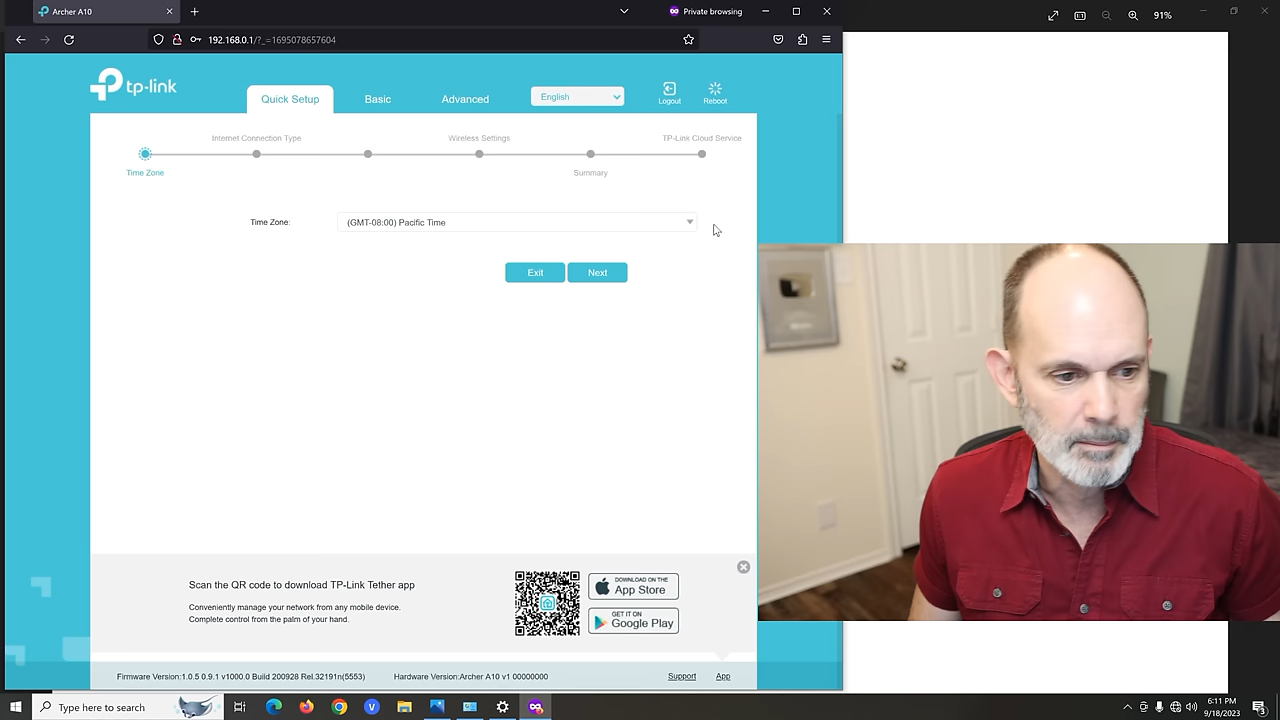 Archer A10
Private browsing
91%
192.168.0.1/?_=1695078657604
tp-link
Quick Setup
Basic
Advanced
English
Logout
Reboot
Internet Connection Type
Wireless Settings
TP-Link Cloud Service
Time Zone
Summary
Time Zone:
(GMT-08:00) Pacific Time
Exit
Next
Scan the QR code to download TP-Link Tether app
Conveniently manage your network from any mobile device.
Complete control from the palm of your hand.
DOWNLOAD ON THE
App Store
GET IT ON
Google Play
Firmware Version:1.0.5 0.9.1 v1000.0 Build 200928 Rel.32191n(5553)
Hardware Version:Archer A10 v1 00000000
Support
App
Type here to search
6:11 PM
9/18/2023